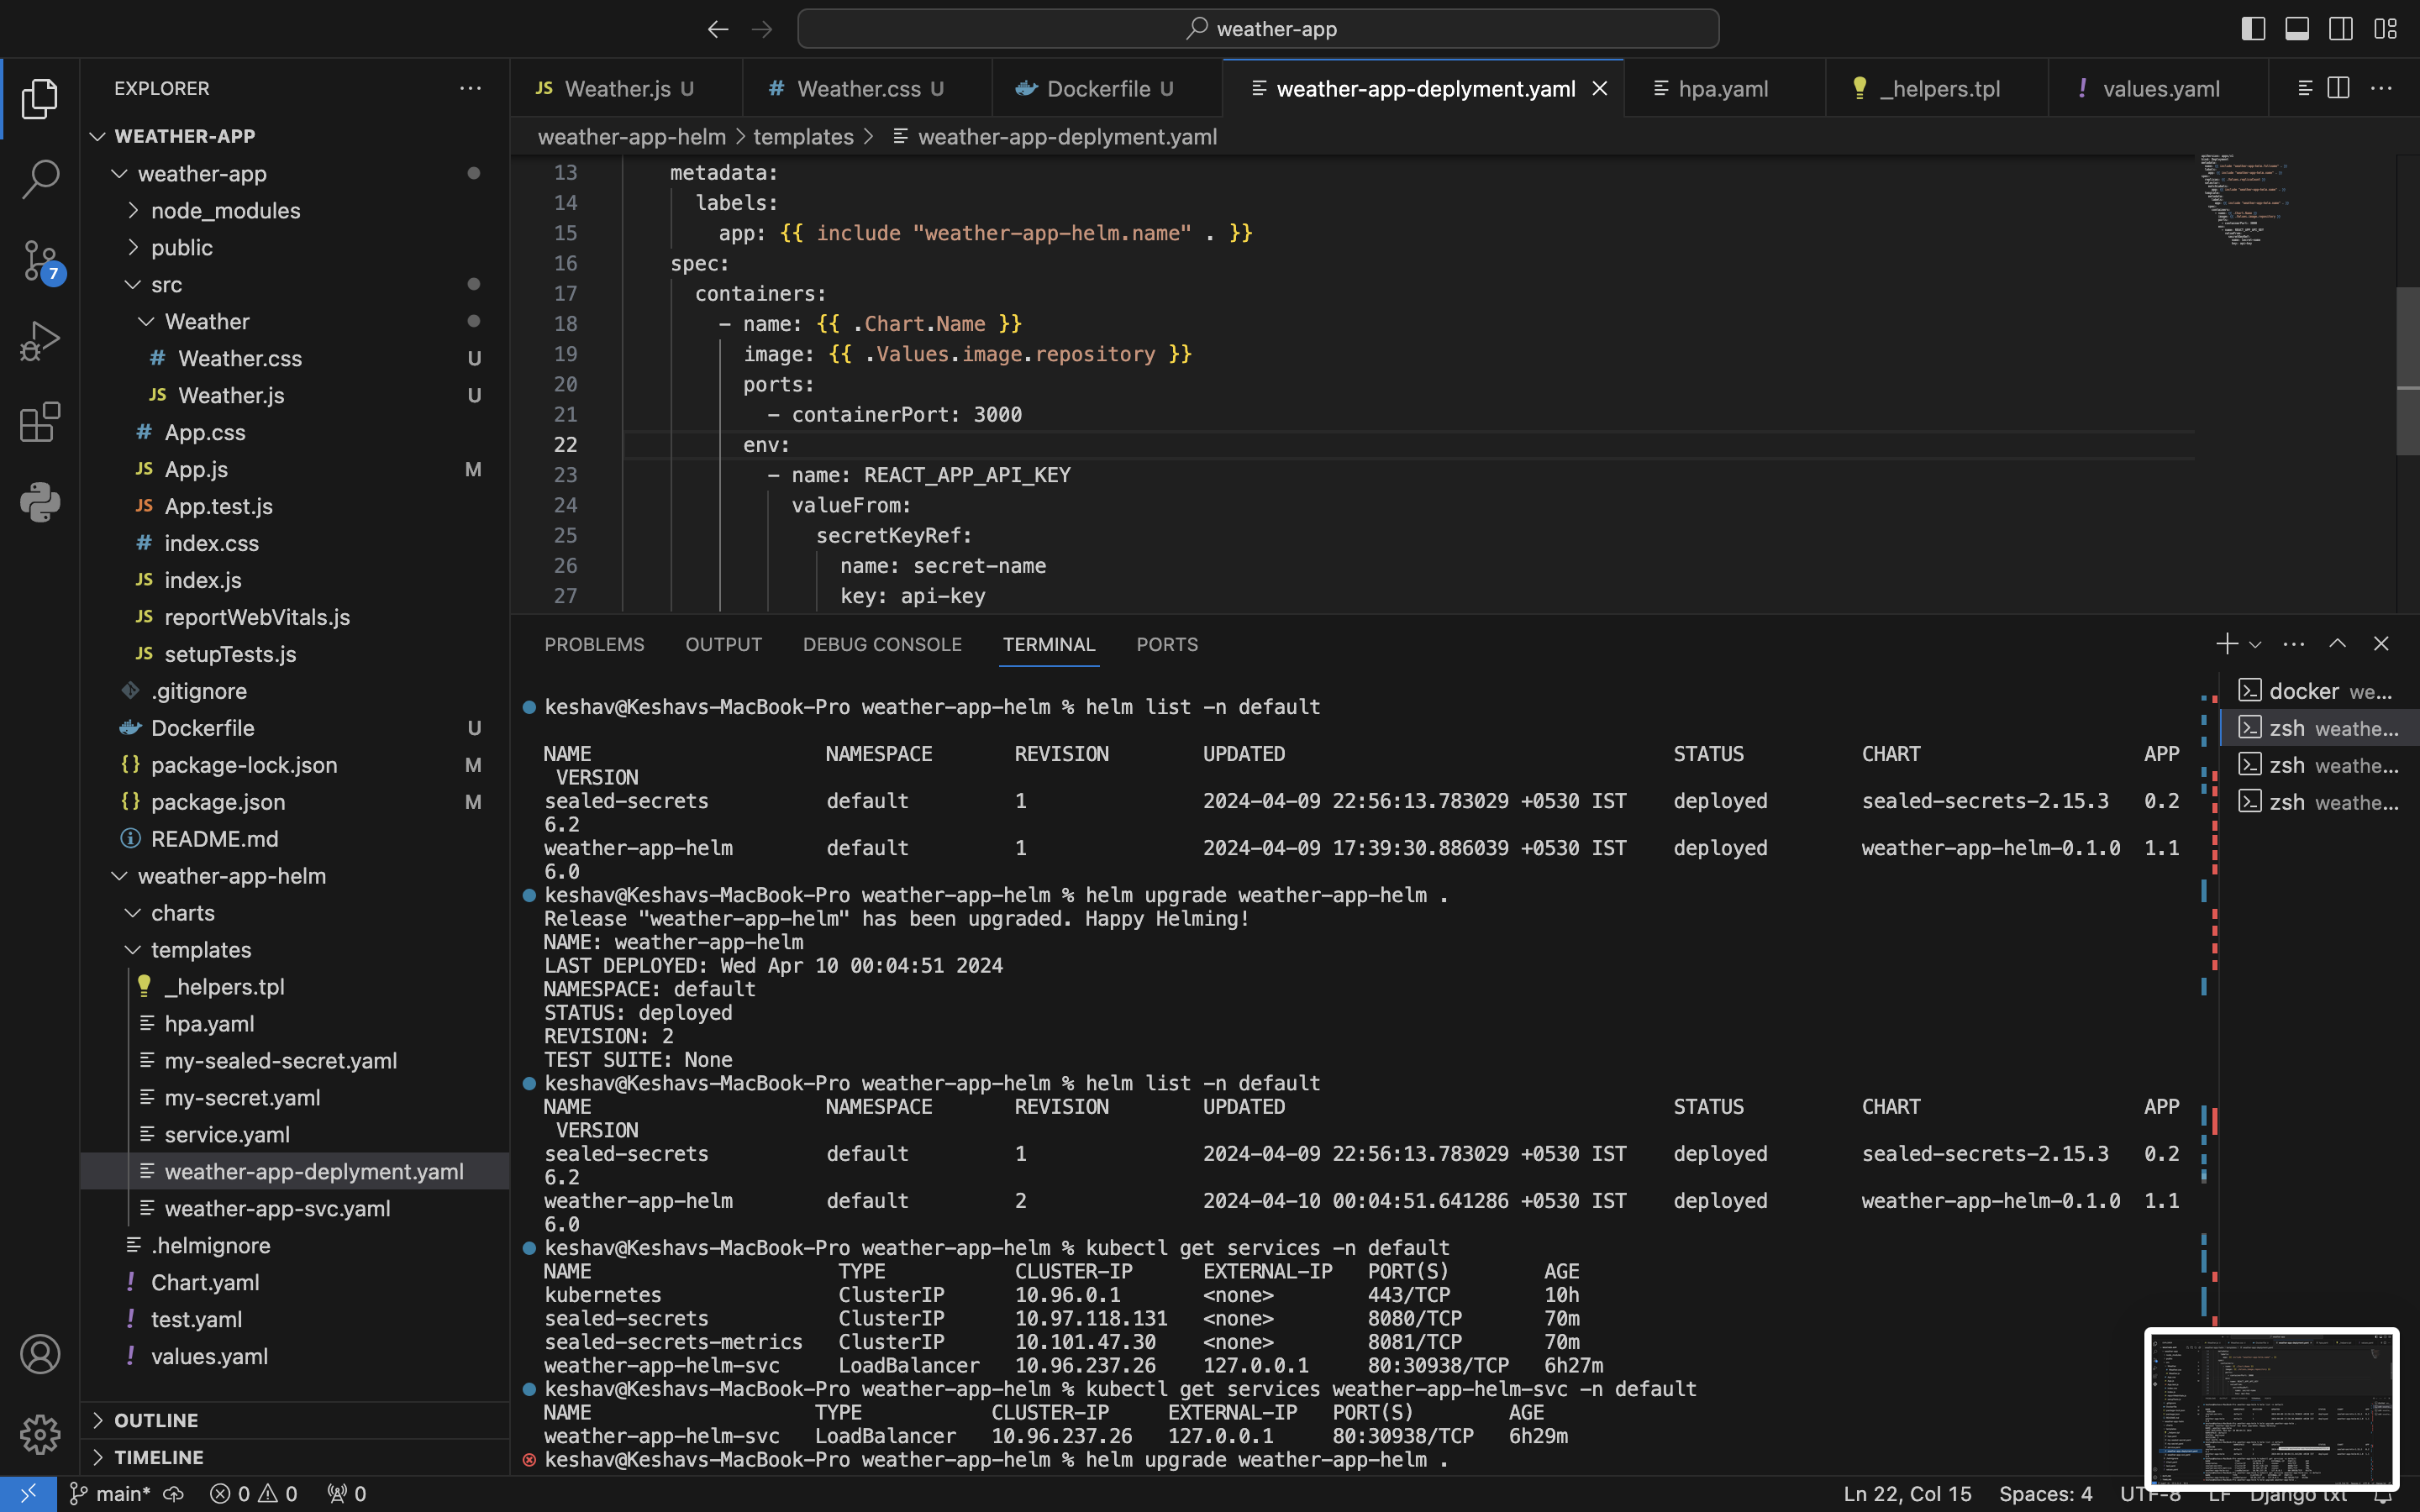 weather-app
EXPLORER
WEATHER-APP
weather-app
node_modules
public
src
Weather
Weather.css U
Weather.js U
App.css
App.js M
App.test.js
index.css
index.js
reportWebVitals.js
setupTests.js
.gitignore
Dockerfile U
package-lock.json M
package.json M
README.md
weather-app-helm
charts
templates
_helpers.tpl
hpa.yaml
my-sealed-secret.yaml
my-secret.yaml
service.yaml
weather-app-deplyment.yaml
weather-app-svc.yaml
.helmignore
Chart.yaml
test.yaml
values.yaml
OUTLINE
TIMELINE
7
Weather.js U Weather.css U Dockerfile U weather-app-deplyment.yaml hpa.yaml _helpers.tpl values.yaml
weather-app-helm > templates > weather-app-deplyment.yaml
13 metadata:
14 labels:
15 app: {{ include "weather-app-helm.name" . }}
16 spec:
17 containers:
18 - name: {{ .Chart.Name }}
19 image: {{ .Values.image.repository }}
20 ports:
21 - containerPort: 3000
22 env:
23 - name: REACT_APP_API_KEY
24 valueFrom:
25 secretKeyRef:
26 name: secret-name
27 key: api-key
PROBLEMS OUTPUT DEBUG CONSOLE TERMINAL PORTS
keshav@Keshavs-MacBook-Pro weather-app-helm % helm list -n default
NAME NAMESPACE REVISION UPDATED STATUS CHART APP
VERSION
sealed-secrets default 1 2024-04-09 22:56:13.783029 +0530 IST deployed sealed-secrets-2.15.3 0.2
6.2
weather-app-helm default 1 2024-04-09 17:39:30.886039 +0530 IST deployed weather-app-helm-0.1.0 1.1
6.0
keshav@Keshavs-MacBook-Pro weather-app-helm % helm upgrade weather-app-helm .
Release "weather-app-helm" has been upgraded. Happy Helming!
NAME: weather-app-helm
LAST DEPLOYED: Wed Apr 10 00:04:51 2024
NAMESPACE: default
STATUS: deployed
REVISION: 2
TEST SUITE: None
keshav@Keshavs-MacBook-Pro weather-app-helm % helm list -n default
NAME NAMESPACE REVISION UPDATED STATUS CHART APP
VERSION
sealed-secrets default 1 2024-04-09 22:56:13.783029 +0530 IST deployed sealed-secrets-2.15.3 0.2
6.2
weather-app-helm default 2 2024-04-10 00:04:51.641286 +0530 IST deployed weather-app-helm-0.1.0 1.1
6.0
keshav@Keshavs-MacBook-Pro weather-app-helm % kubectl get services -n default
NAME TYPE CLUSTER-IP EXTERNAL-IP PORT(S) AGE
kubernetes ClusterIP 10.96.0.1 <none> 443/TCP 10h
sealed-secrets ClusterIP 10.97.118.131 <none> 8080/TCP 70m
sealed-secrets-metrics ClusterIP 10.101.47.30 <none> 8081/TCP 70m
weather-app-helm-svc LoadBalancer 10.96.237.26 127.0.0.1 80:30938/TCP 6h27m
keshav@Keshavs-MacBook-Pro weather-app-helm % kubectl get services weather-app-helm-svc -n default
NAME TYPE CLUSTER-IP EXTERNAL-IP PORT(S) AGE
weather-app-helm-svc LoadBalancer 10.96.237.26 127.0.0.1 80:30938/TCP 6h29m
keshav@Keshavs-MacBook-Pro weather-app-helm % helm upgrade weather-app-helm .
docker we...
zsh weathe...
zsh weathe...
zsh weathe...
main* 0 0 0 Ln 22, Col 15 Spaces: 4 UTF-8 LF Django txt